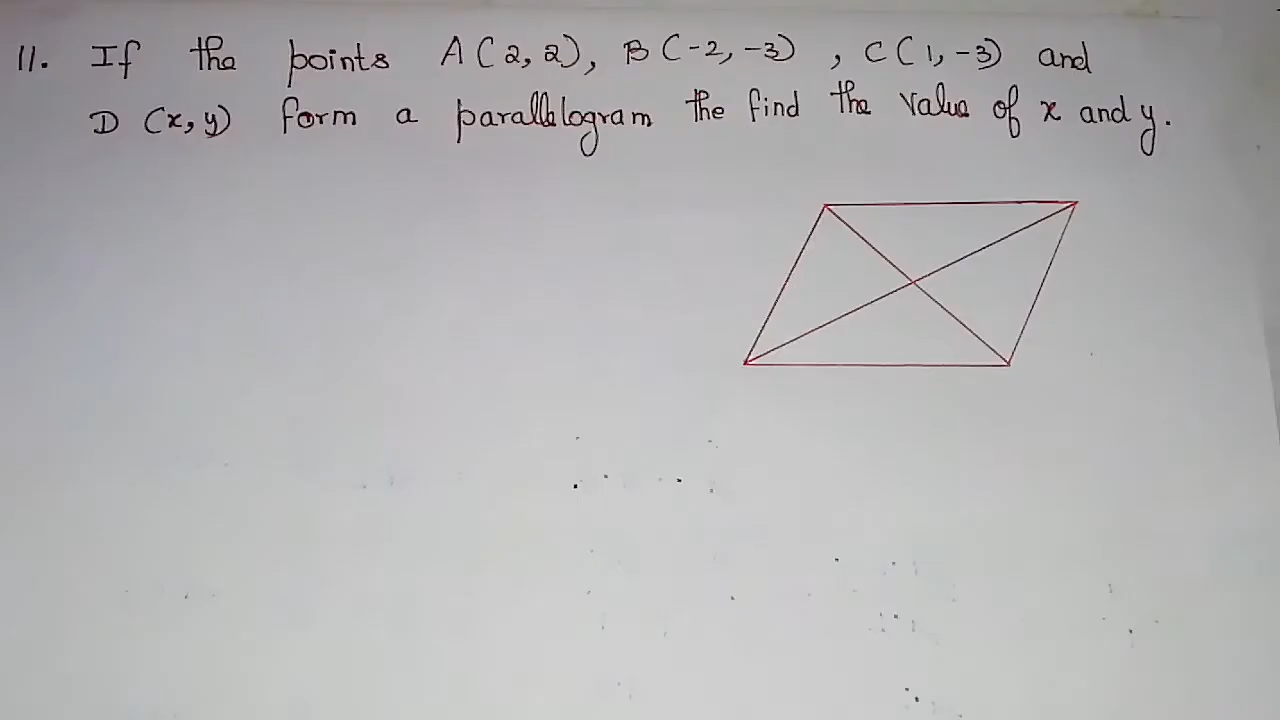 11. If the points A(2,2), B(-2,-3) , C(1,-3) and
D (x,y) form a parallelogram the find the value of x and y.